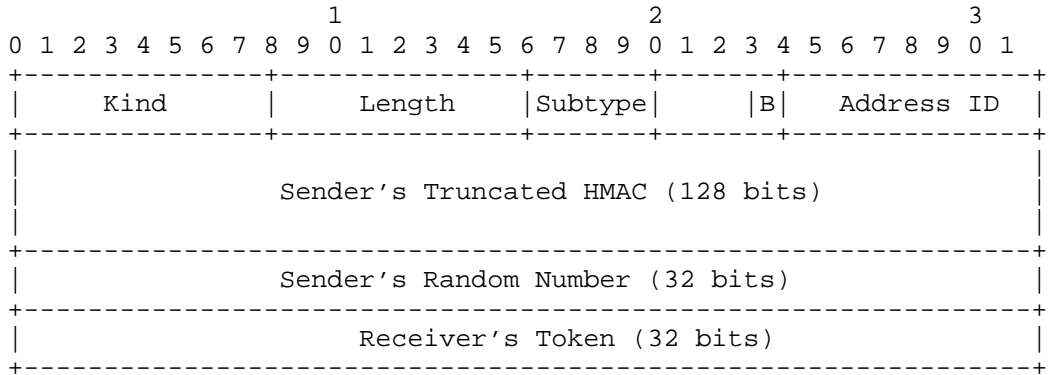 1                   2                   3
 0 1 2 3 4 5 6 7 8 9 0 1 2 3 4 5 6 7 8 9 0 1 2 3 4 5 6 7 8 9 0 1
+---------------+---------------+-------+-------+---------------+
|     Kind      |     Length    |Subtype|     |B|   Address ID  |
+---------------+---------------+-------+-------+---------------+
|                                                               |
|                Sender's Truncated HMAC (128 bits)             |
|                                                               |
+---------------------------------------------------------------+
|                Sender's Random Number (32 bits)               |
+---------------------------------------------------------------+
|                     Receiver's Token (32 bits)                |
+---------------------------------------------------------------+